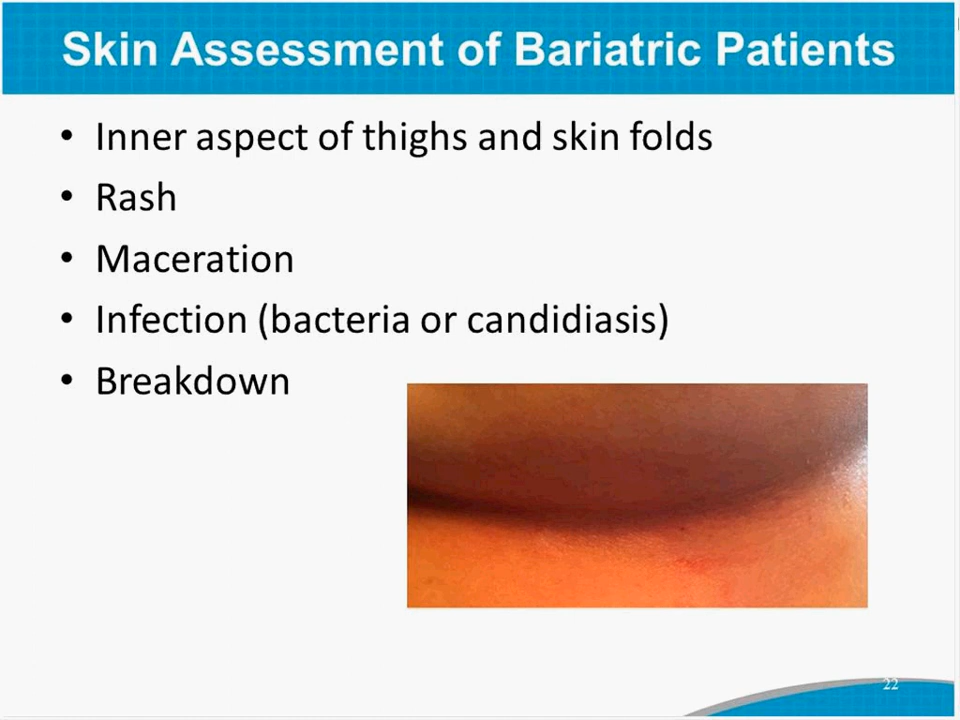 Skin Assessment of Bariatric Patients
• Inner aspect of thighs and skin folds
• Rash
• Maceration
• Infection (bacteria or candidiasis)
• Breakdown
22